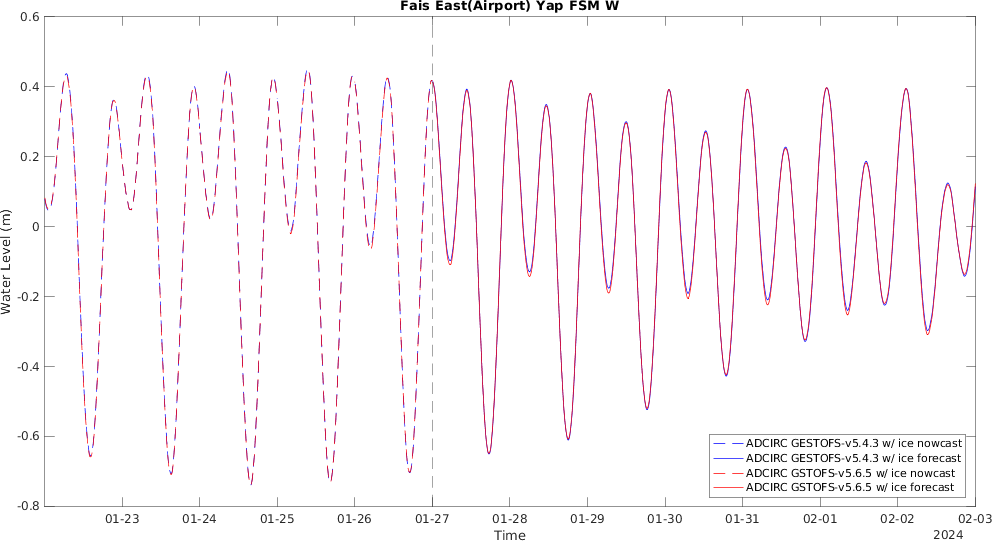 Fais East(Airport) Yap FSM W
0.6
0.4
0.2
0
-0.2
-0.4
-0.6
-0.8
Water Level (m)
01-23 01-24 01-25 01-26 01-27 01-28 01-29 01-30 01-31 02-01 02-02 02-03
Time
2024
ADCIRC GESTOFS-v5.4.3 w/ ice nowcast
ADCIRC GESTOFS-v5.4.3 w/ ice forecast
ADCIRC GSTOFS-v5.6.5 w/ ice nowcast
ADCIRC GSTOFS-v5.6.5 w/ ice forecast